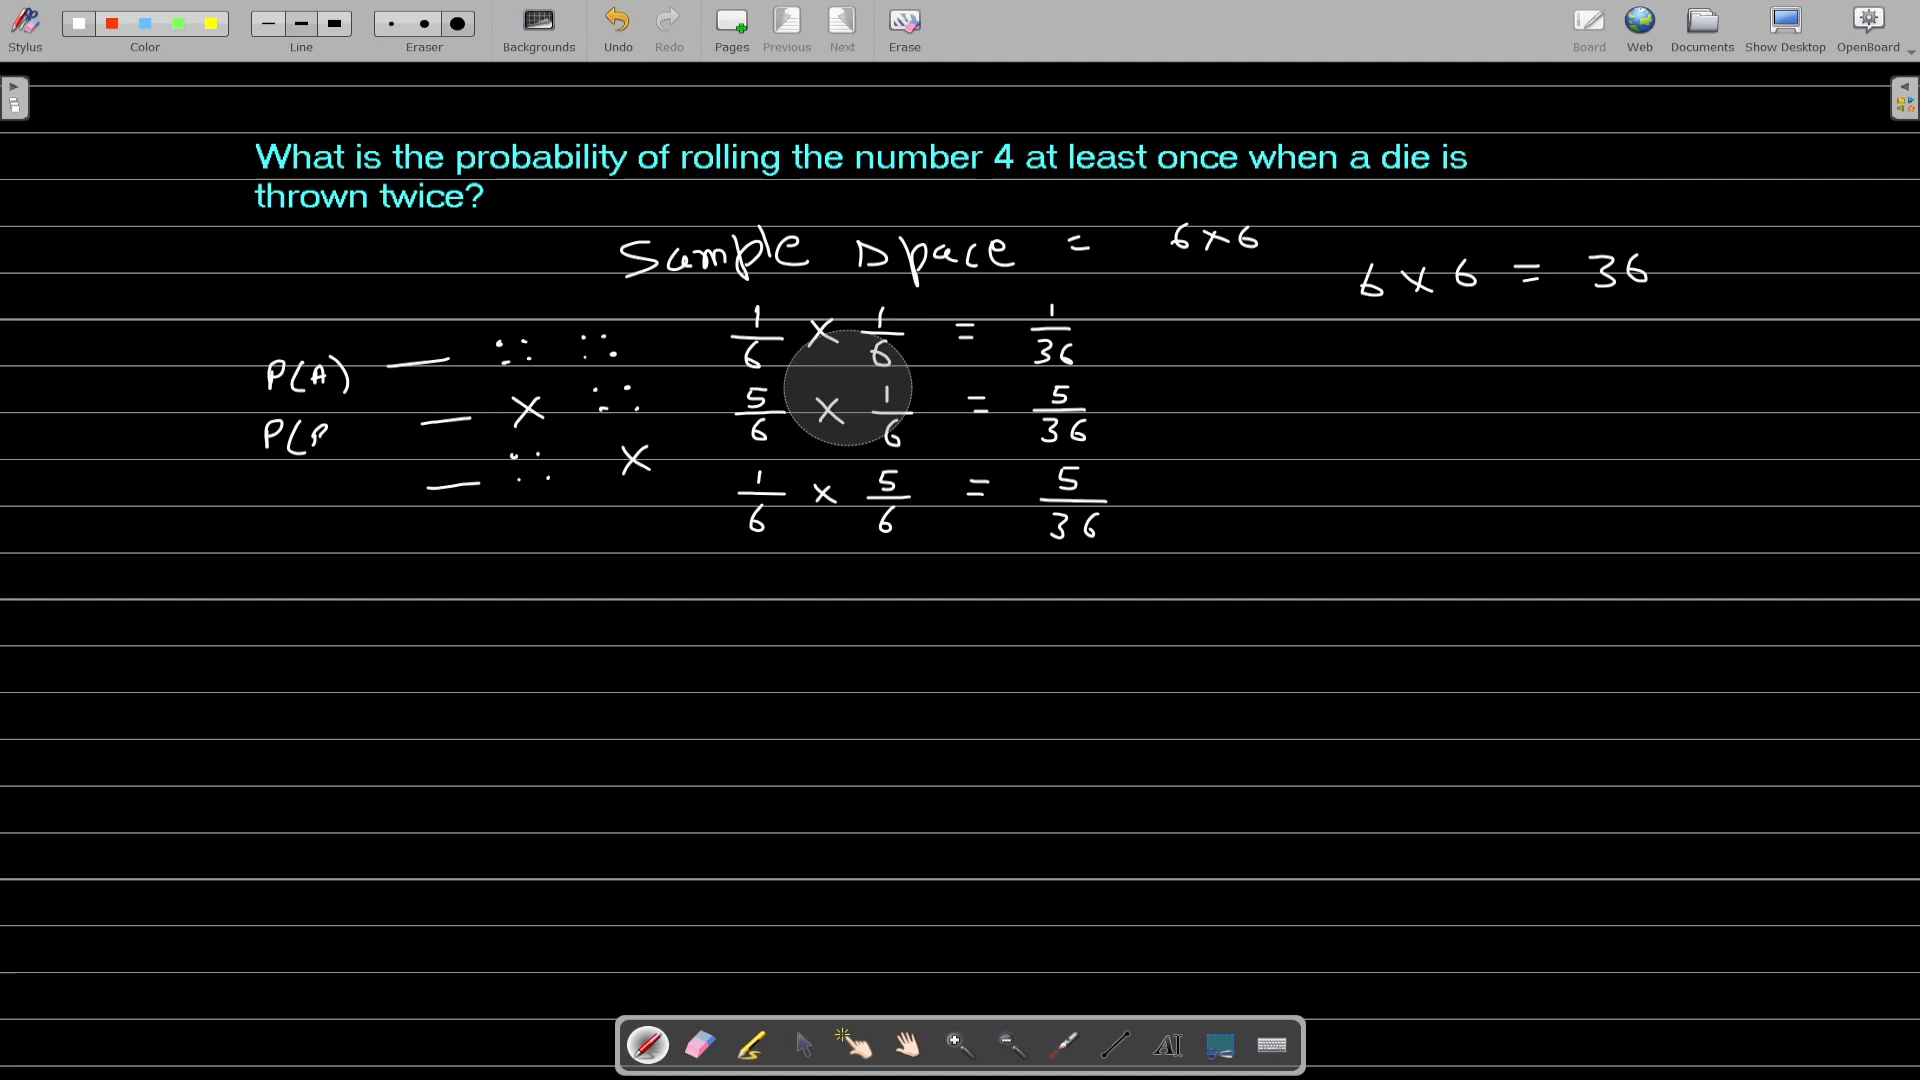 Stylus Color Line Eraser Backgrounds Undo Redo Pages Previous Next Erase Board Web Documents Show Desktop OpenBoard
What is the probability of rolling the number 4 at least once when a die is
thrown twice?
Sample space = 6×6
6 × 6 = 36
P(A) — 1/6 × 1/6 = 1/36
P( — × 5/6 × 1/6 = 5/36
— × 1/6 × 5/6 = 5/36
AI